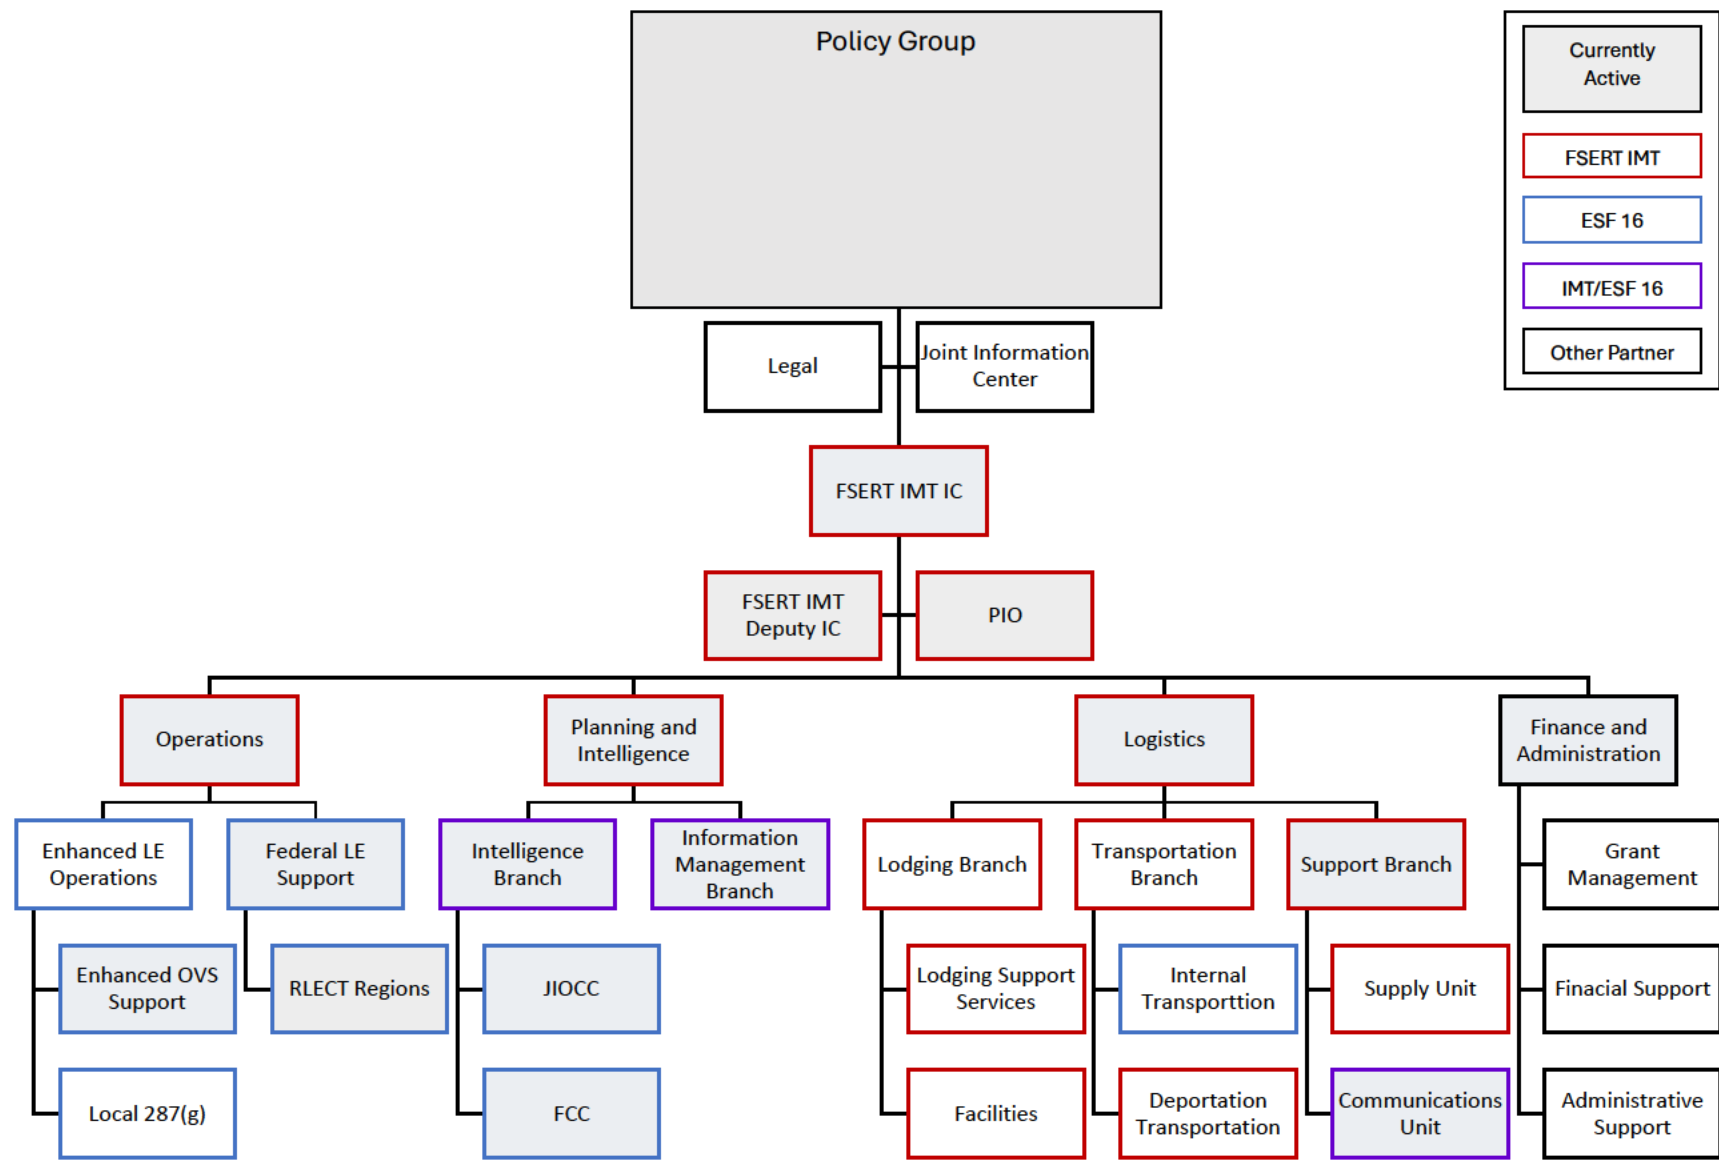 Policy Group
Currently
Active
FSERT IMT
ESF 16
IMT/ESF 16
Other Partner
Legal
Joint Information
Center
FSERT IMT IC
FSERT IMT
Deputy IC
PIO
Operations
Planning and
Intelligence
Logistics
Finance and
Administration
Enhanced LE
Operations
Federal LE
Support
Intelligence
Branch
Information
Management
Branch
Lodging Branch
Transportation
Branch
Support Branch
Grant
Management
Enhanced OVS
Support
RLECT Regions
JIOCC
Lodging Support
Services
Internal
Transporttion
Supply Unit
Finacial Support
Local 287(g)
FCC
Facilities
Deportation
Transportation
Communications
Unit
Administrative
Support